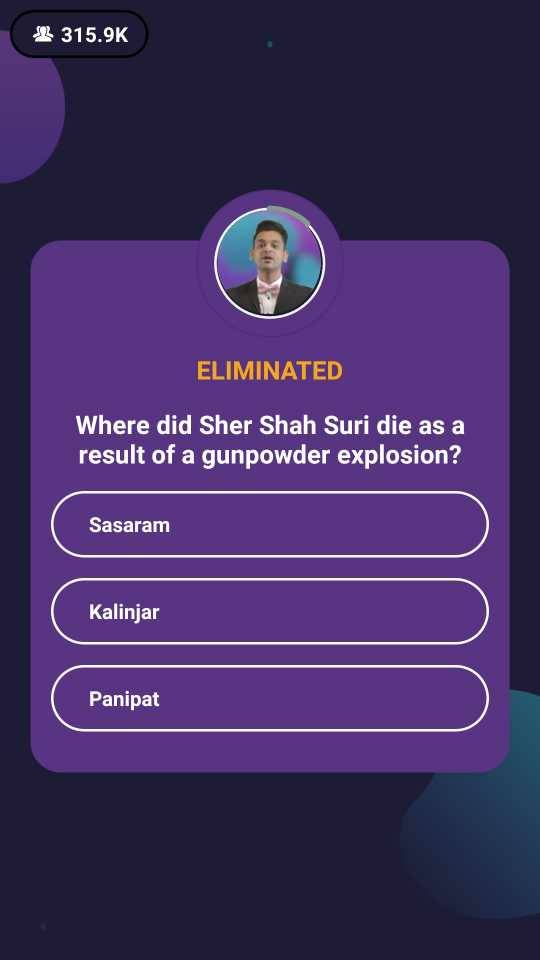 315.9K
ELIMINATED
Where did Sher Shah Suri die as a
result of a gunpowder explosion?
Sasaram
Kalinjar
Panipat